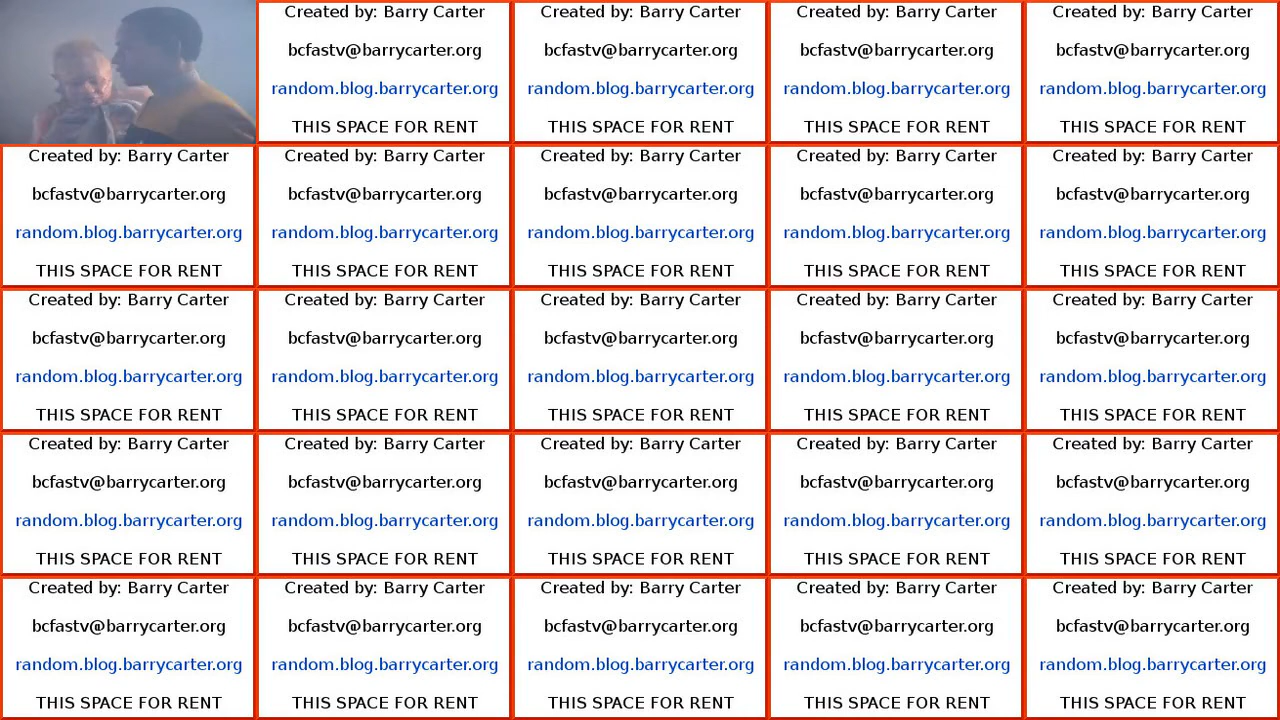 Created by: Barry Carter
bcfastv@barrycarter.org
random.blog.barrycarter.org
THIS SPACE FOR RENT
Created by: Barry Carter
bcfastv@barrycarter.org
random.blog.barrycarter.org
THIS SPACE FOR RENT
Created by: Barry Carter
bcfastv@barrycarter.org
random.blog.barrycarter.org
THIS SPACE FOR RENT
Created by: Barry Carter
bcfastv@barrycarter.org
random.blog.barrycarter.org
THIS SPACE FOR RENT
Created by: Barry Carter
bcfastv@barrycarter.org
random.blog.barrycarter.org
THIS SPACE FOR RENT
Created by: Barry Carter
bcfastv@barrycarter.org
random.blog.barrycarter.org
THIS SPACE FOR RENT
Created by: Barry Carter
bcfastv@barrycarter.org
random.blog.barrycarter.org
THIS SPACE FOR RENT
Created by: Barry Carter
bcfastv@barrycarter.org
random.blog.barrycarter.org
THIS SPACE FOR RENT
Created by: Barry Carter
bcfastv@barrycarter.org
random.blog.barrycarter.org
THIS SPACE FOR RENT
Created by: Barry Carter
bcfastv@barrycarter.org
random.blog.barrycarter.org
THIS SPACE FOR RENT
Created by: Barry Carter
bcfastv@barrycarter.org
random.blog.barrycarter.org
THIS SPACE FOR RENT
Created by: Barry Carter
bcfastv@barrycarter.org
random.blog.barrycarter.org
THIS SPACE FOR RENT
Created by: Barry Carter
bcfastv@barrycarter.org
random.blog.barrycarter.org
THIS SPACE FOR RENT
Created by: Barry Carter
bcfastv@barrycarter.org
random.blog.barrycarter.org
THIS SPACE FOR RENT
Created by: Barry Carter
bcfastv@barrycarter.org
random.blog.barrycarter.org
THIS SPACE FOR RENT
Created by: Barry Carter
bcfastv@barrycarter.org
random.blog.barrycarter.org
THIS SPACE FOR RENT
Created by: Barry Carter
bcfastv@barrycarter.org
random.blog.barrycarter.org
THIS SPACE FOR RENT
Created by: Barry Carter
bcfastv@barrycarter.org
random.blog.barrycarter.org
THIS SPACE FOR RENT
Created by: Barry Carter
bcfastv@barrycarter.org
random.blog.barrycarter.org
THIS SPACE FOR RENT
Created by: Barry Carter
bcfastv@barrycarter.org
random.blog.barrycarter.org
THIS SPACE FOR RENT
Created by: Barry Carter
bcfastv@barrycarter.org
random.blog.barrycarter.org
THIS SPACE FOR RENT
Created by: Barry Carter
bcfastv@barrycarter.org
random.blog.barrycarter.org
THIS SPACE FOR RENT
Created by: Barry Carter
bcfastv@barrycarter.org
random.blog.barrycarter.org
THIS SPACE FOR RENT
Created by: Barry Carter
bcfastv@barrycarter.org
random.blog.barrycarter.org
THIS SPACE FOR RENT